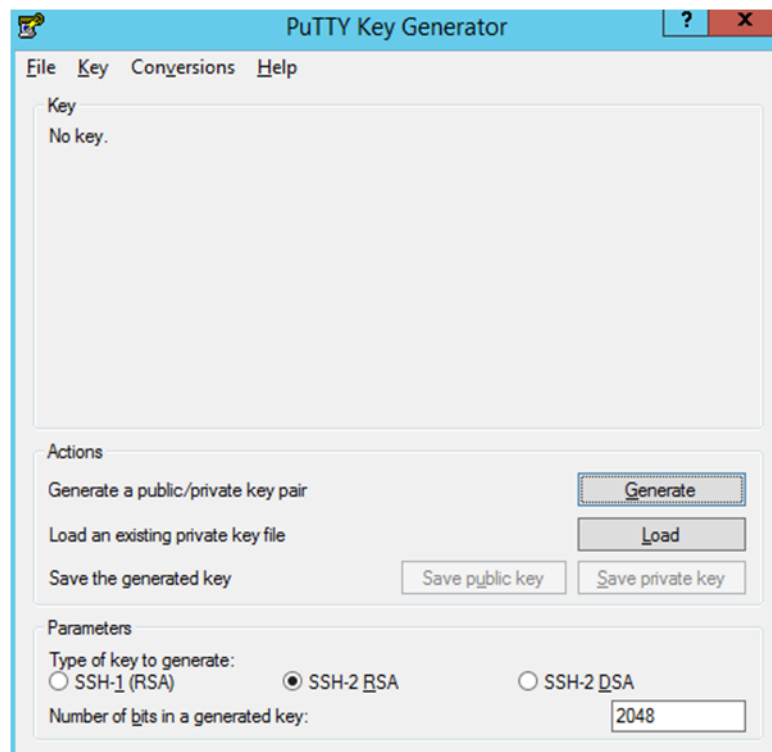 PuTTY Key Generator ? X
File Key Conversions Help
Key
No key.
Actions
Generate a public/private key pair Generate
Load an existing private key file Load
Save the generated key Save public key Save private key
Parameters
Type of key to generate:
SSH-1 (RSA) SSH-2 RSA SSH-2 DSA
Number of bits in a generated key: 2048